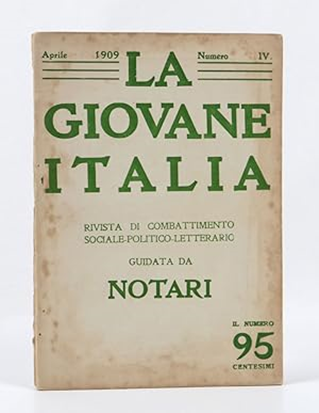 Aprile 1909 Numero IV.
LA
GIOVANE
ITALIA
RIVISTA DI COMBATTIMENTO
SOCIALE-POLITICO-LETTERARIO
GUIDATA DA
NOTARI
IL NUMERO
95
CENTESIMI